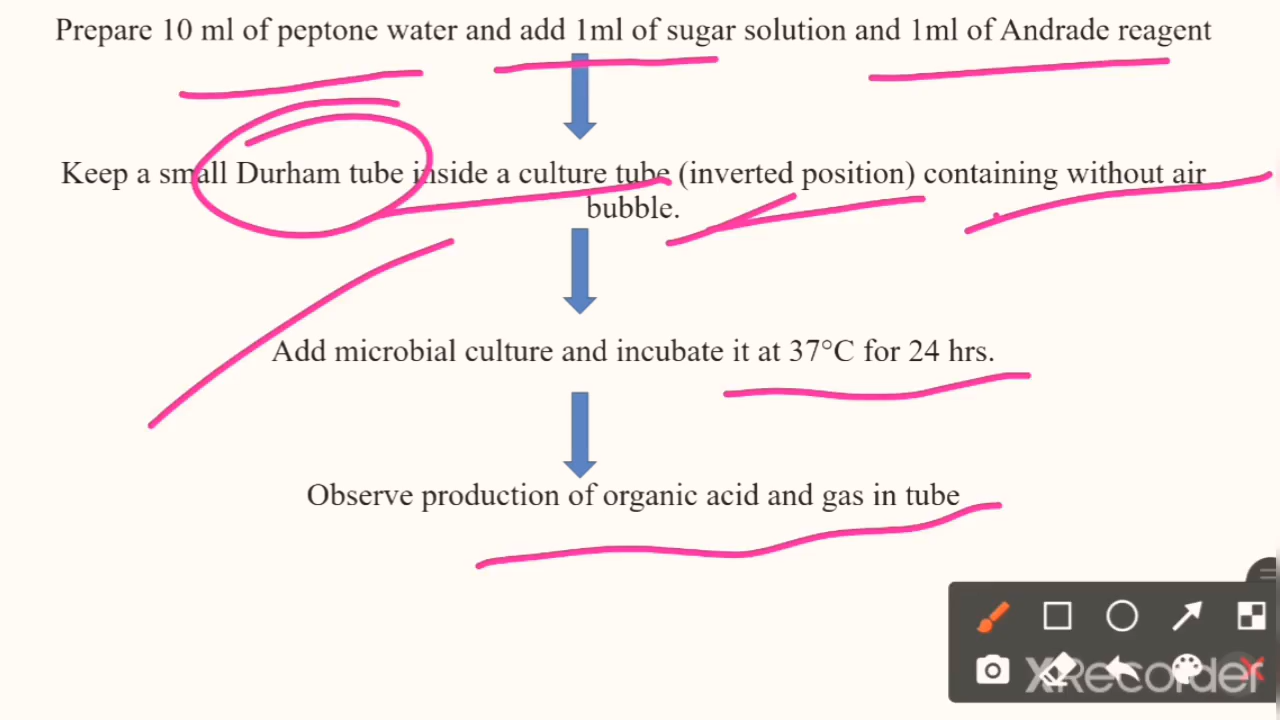 Prepare 10 ml of peptone water and add 1ml of sugar solution and 1ml of Andrade reagent
Keep a small Durham tube inside a culture tube (inverted position) containing without air
bubble.
Add microbial culture and incubate it at 37°C for 24 hrs.
Observe production of organic acid and gas in tube
XRecorder